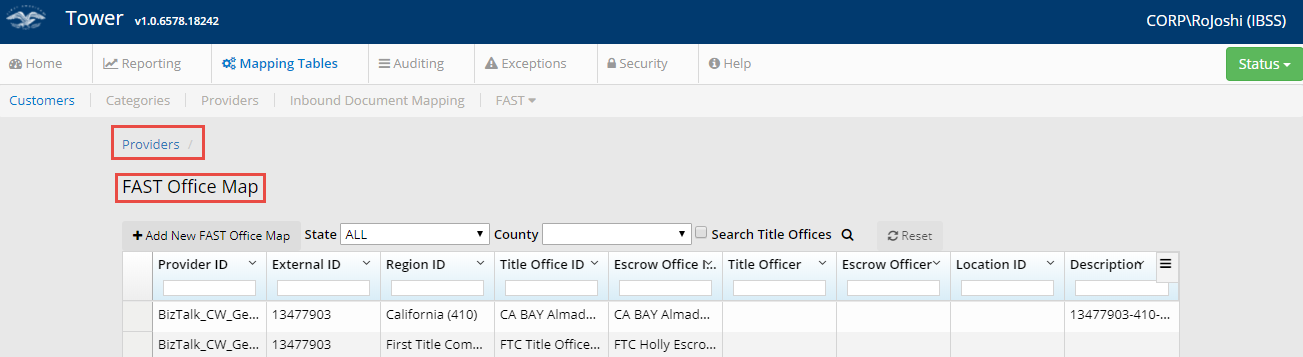 Tower v1.0.6578.18242 CORP\RoJoshi (IBSS)
Home Reporting Mapping Tables Auditing Exceptions Security Help Status
Customers Categories Providers Inbound Document Mapping FAST
Providers /
FAST Office Map
Add New FAST Office Map State ALL County Search Title Offices Reset
Provider ID External ID Region ID Title Office ID Escrow Office I... Title Officer Escrow Officer Location ID Description
BizTalk_CW_Ge... 13477903 California (410) CA BAY Almad... CA BAY Almad... 13477903-410-...
BizTalk_CW_Ge... 13477903 First Title Com... FTC Title Office... FTC Holly Escro...